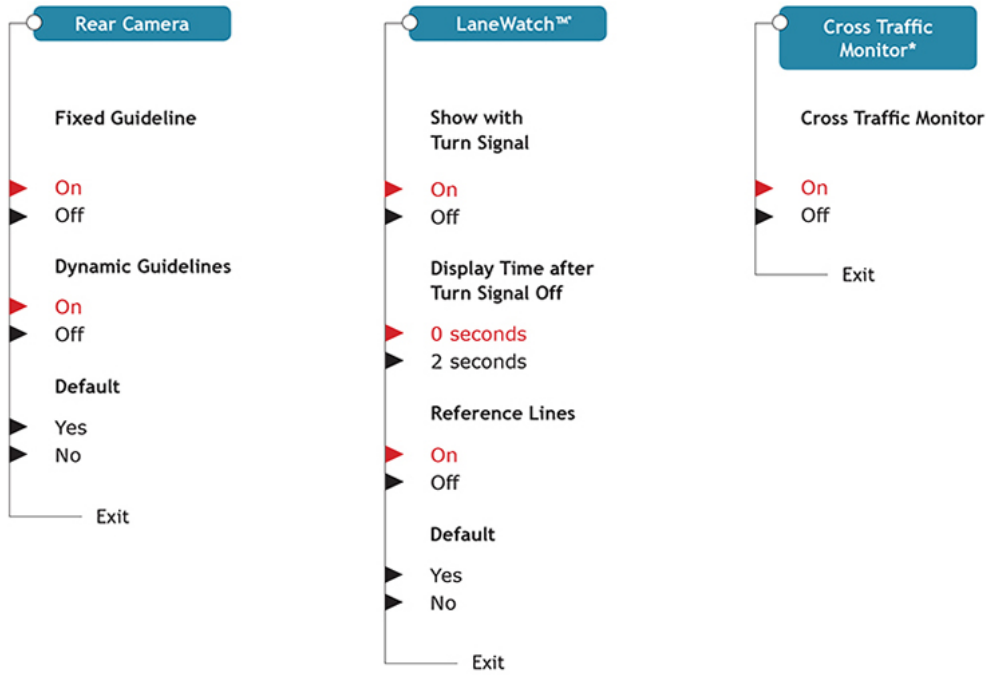 Rear Camera
Fixed Guideline
On
Off
Dynamic Guidelines
On
Off
Default
Yes
No
Exit
LaneWatch™*
Show with
Turn Signal
On
Off
Display Time after
Turn Signal Off
0 seconds
2 seconds
Reference Lines
On
Off
Default
Yes
No
Exit
Cross Traffic
Monitor*
Cross Traffic Monitor
On
Off
Exit